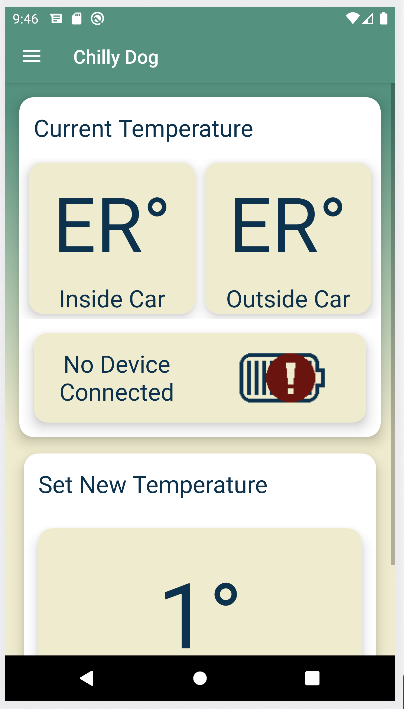 9:46
Chilly Dog
Current Temperature
ER° ER°
Inside Car Outside Car
No Device
Connected
!
Set New Temperature
1°